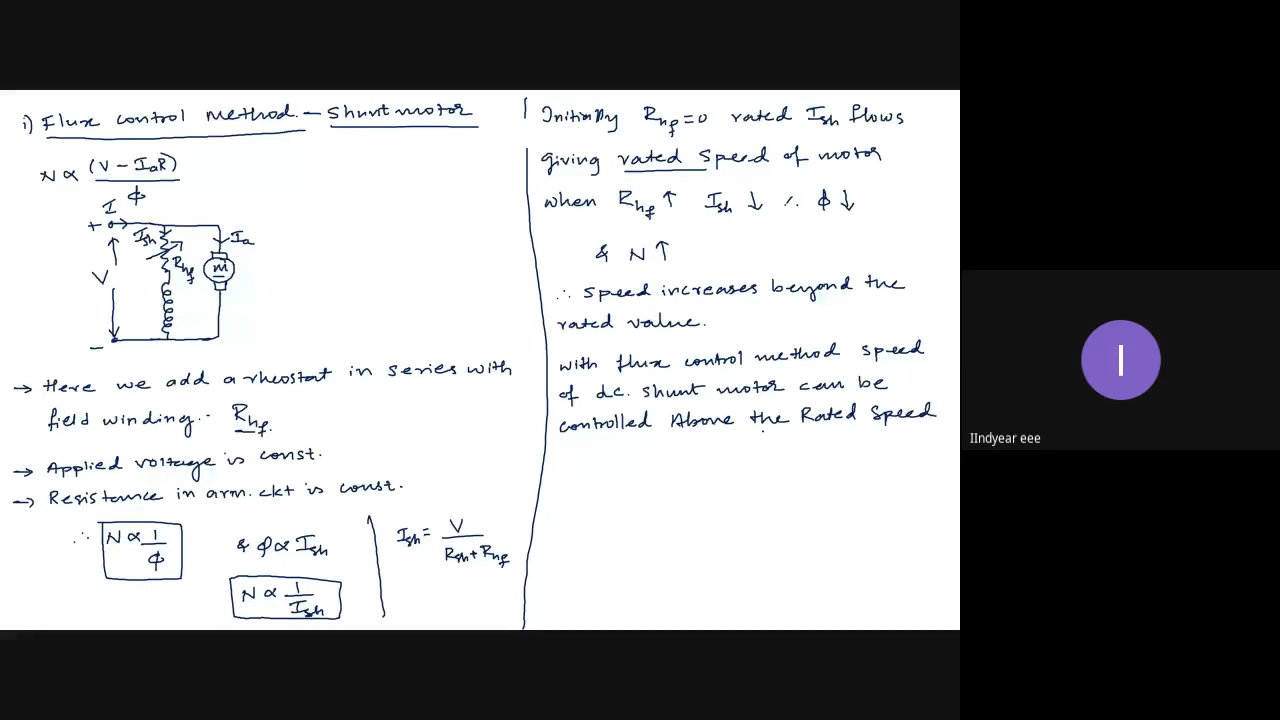 i) Flux control method. - Shunt motor
N ∝ (V - IaR) / ϕ
I
+
Ish
Ia
Rhf
m
V
-
→ Here we add a rheostat in series with
field winding.. Rhf.
→ Applied voltage is const.
→ Resistance in arm. ckt is const.
∴ N ∝ 1/ϕ & ϕ ∝ Ish
N ∝ 1/Ish
Ish = V / (Rsh + Rhf)
Initially Rhf = 0 rated Ish flows
giving rated speed of motor
when Rhf ↑ Ish ↓ ∴ ϕ ↓
& N ↑
∴ speed increases beyond the
rated value.
with flux control method speed
of dc. shunt motor can be
controlled Above the Rated Speed
I
IIndyear eee